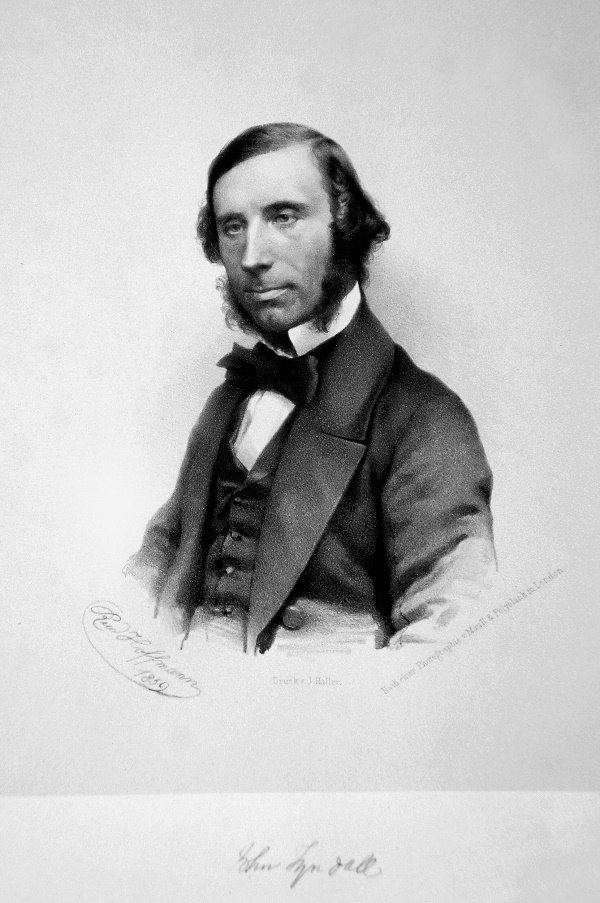 Rud Hoffmann
1859
Druck v. J. Haller.
Nach einer Photographie v. Maull & Polyblank in London.
John Tyndall